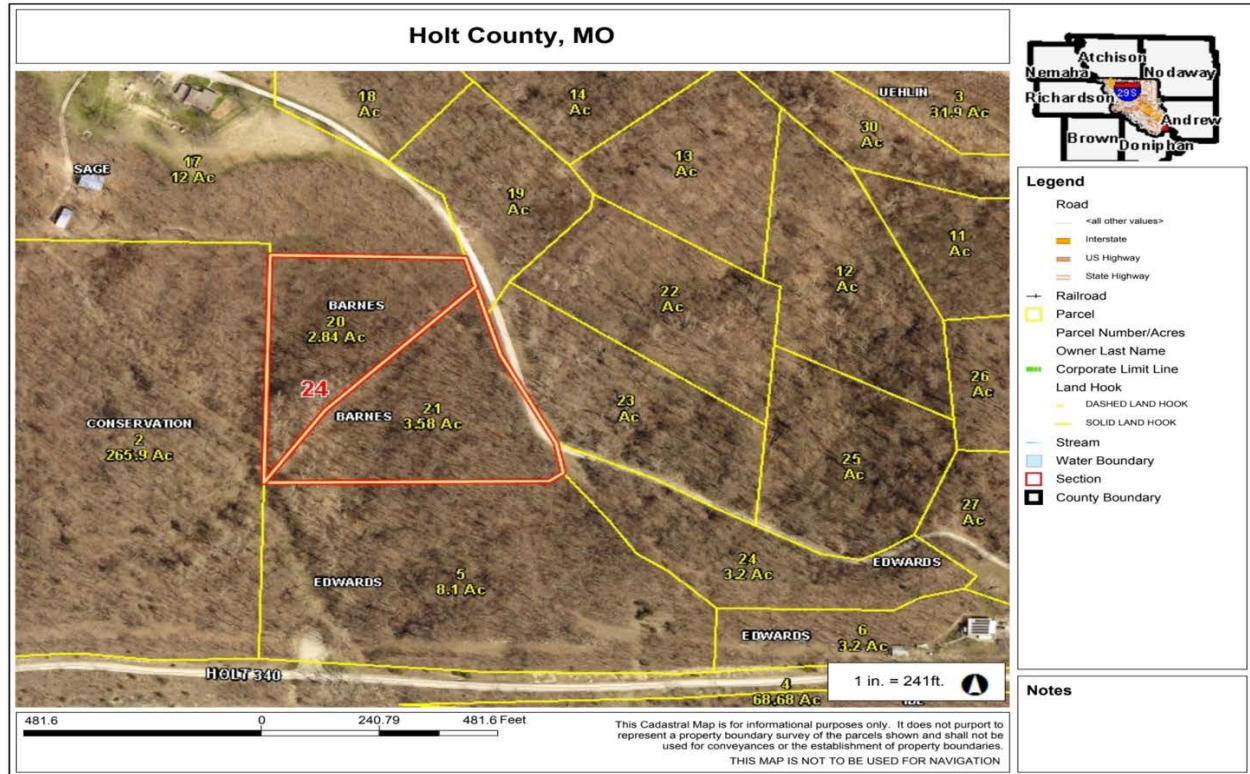 Holt County, MO
18
Ac
14
Ac
UEHLIN
3
31.9 Ac
30
Ac
13
Ac
17
12 Ac
SAGE
19
Ac
11
Ac
12
Ac
22
Ac
BARNES
20
2.84 Ac
24
BARNES
21
3.58 Ac
23
Ac
26
Ac
CONSERVATION
2
265.9 Ac
25
Ac
27
Ac
EDWARDS
5
8.1 Ac
24
3.2 Ac
EDWARDS
EDWARDS
6
3.2 Ac
HOLT 340
4
68.68 Ac
1 in. = 241ft.
481.6
0
240.79
481.6 Feet
This Cadastral Map is for informational purposes only. It does not purport to
represent a property boundary survey of the parcels shown and shall not be
used for conveyances or the establishment of property boundaries.
THIS MAP IS NOT TO BE USED FOR NAVIGATION
Atchison
Nemaha
Nodaway
Richardson
29S
Andrew
Brown
Doniphan
Legend
Road
<all other values>
Interstate
US Highway
State Highway
Railroad
Parcel
Parcel Number/Acres
Owner Last Name
Corporate Limit Line
Land Hook
DASHED LAND HOOK
SOLID LAND HOOK
Stream
Water Boundary
Section
County Boundary
Notes